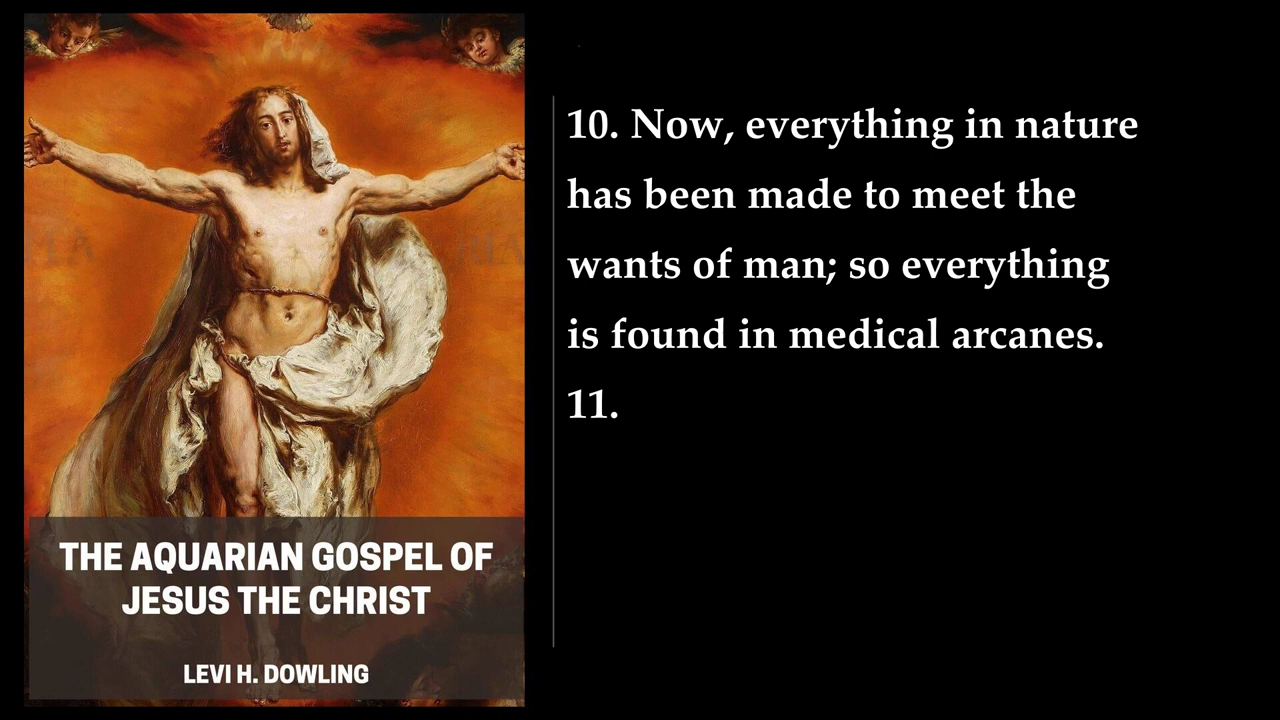 THE AQUARIAN GOSPEL OF
JESUS THE CHRIST
LEVI H. DOWLING
10. Now, everything in nature
has been made to meet the
wants of man; so everything
is found in medical arcanes.
11.